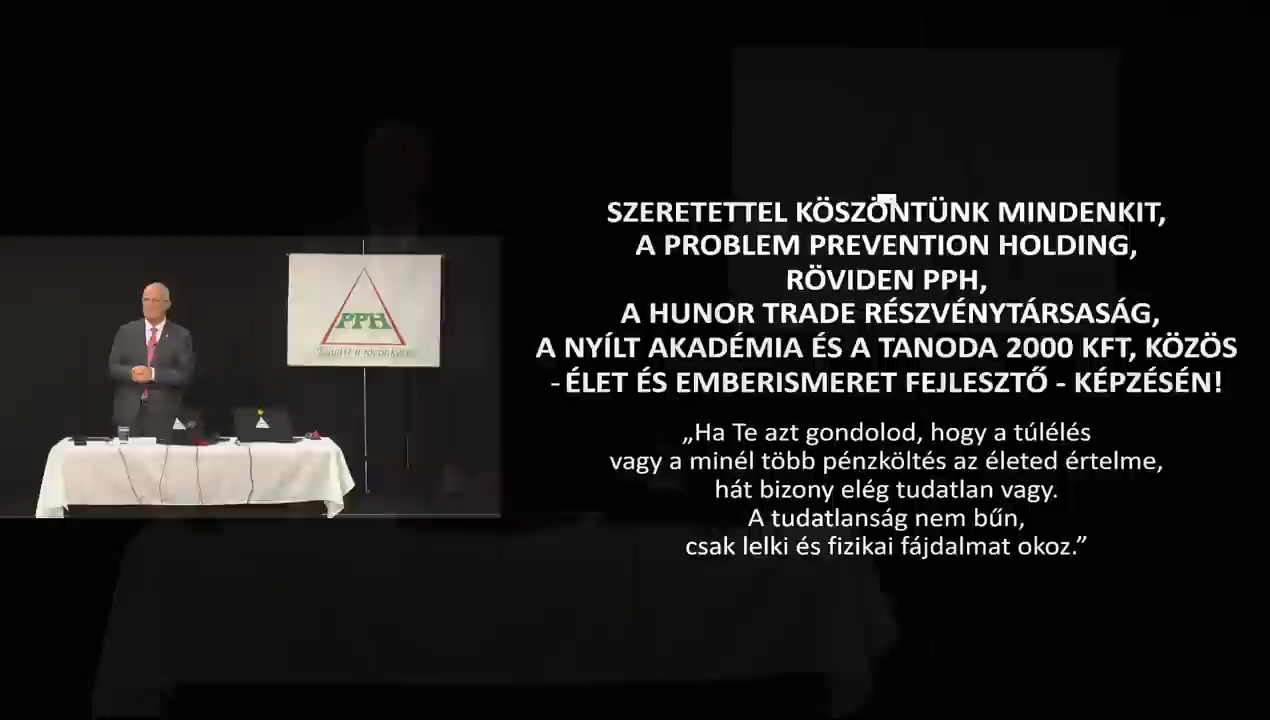 SZERETETTEL KÖSZÖNTÜNK MINDENKIT,
A PROBLEM PREVENTION HOLDING,
RÖVIDEN PPH,
A HUNOR TRADE RÉSZVÉNYTÁRSASÁG,
A NYÍLT AKADÉMIA ÉS A TANODA 2000 KFT, KÖZÖS
- ÉLET ÉS EMBERISMERET FEJLESZTŐ - KÉPZÉSÉN!
„Ha Te azt gondolod, hogy a túlélés
vagy a minél több pénzköltés az életed értelme,
hát bizony elég tudatlan vagy.
A tudatlanság nem bűn,
csak lelki és fizikai fájdalmat okoz.”
PPH